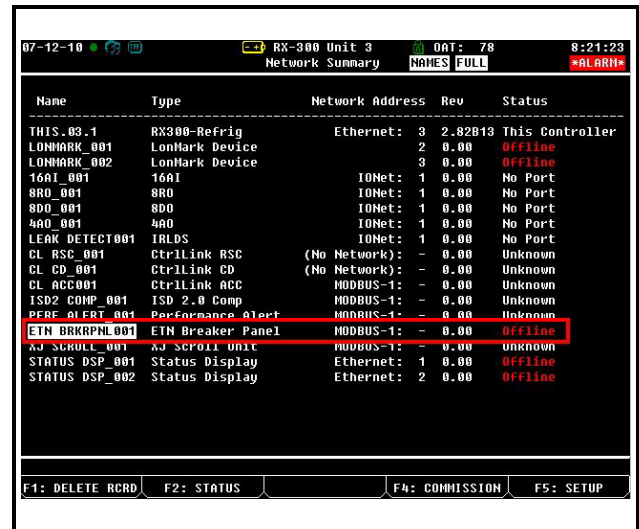 07-12-10 RX-300 Unit 3 OAT: 78 8:21:23
Network Summary NAMES FULL *ALARM*
Name Type Network Address Rev Status
THIS.03.1 RX300-Refrig Ethernet: 3 2.82B13 This Controller
LONMARK_001 LonMark Device 2 0.00 Offline
LONMARK_002 LonMark Device 3 0.00 Offline
16AI_001 16AI IONet: 1 0.00 No Port
8RO_001 8RO IONet: 1 0.00 No Port
8DO_001 8DO IONet: 1 0.00 No Port
4AO_001 4AO IONet: 1 0.00 No Port
LEAK DETECT001 IRLDS IONet: 1 0.00 No Port
CL RSC_001 CtrlLink RSC (No Network): - 0.00 Unknown
CL CD_001 CtrlLink CD (No Network): - 0.00 Unknown
CL ACC001 CtrlLink ACC MODBUS-1: - 0.00 Unknown
ISD2 COMP_001 ISD 2.0 Comp MODBUS-1: - 0.00 Unknown
PERF ALERT_001 Performance Alert MODBUS-1: - 0.00 Unknown
ETN BRKRPNL001 ETN Breaker Panel MODBUS-1: - 0.00 Offline
XJ SCROLL_001 XJ Scroll Unit MODBUS-1: - 0.00 Unknown
STATUS DSP_001 Status Display Ethernet: 1 0.00 Offline
STATUS DSP_002 Status Display Ethernet: 2 0.00 Offline
F1: DELETE RCRD F2: STATUS F4: COMMISSION F5: SETUP